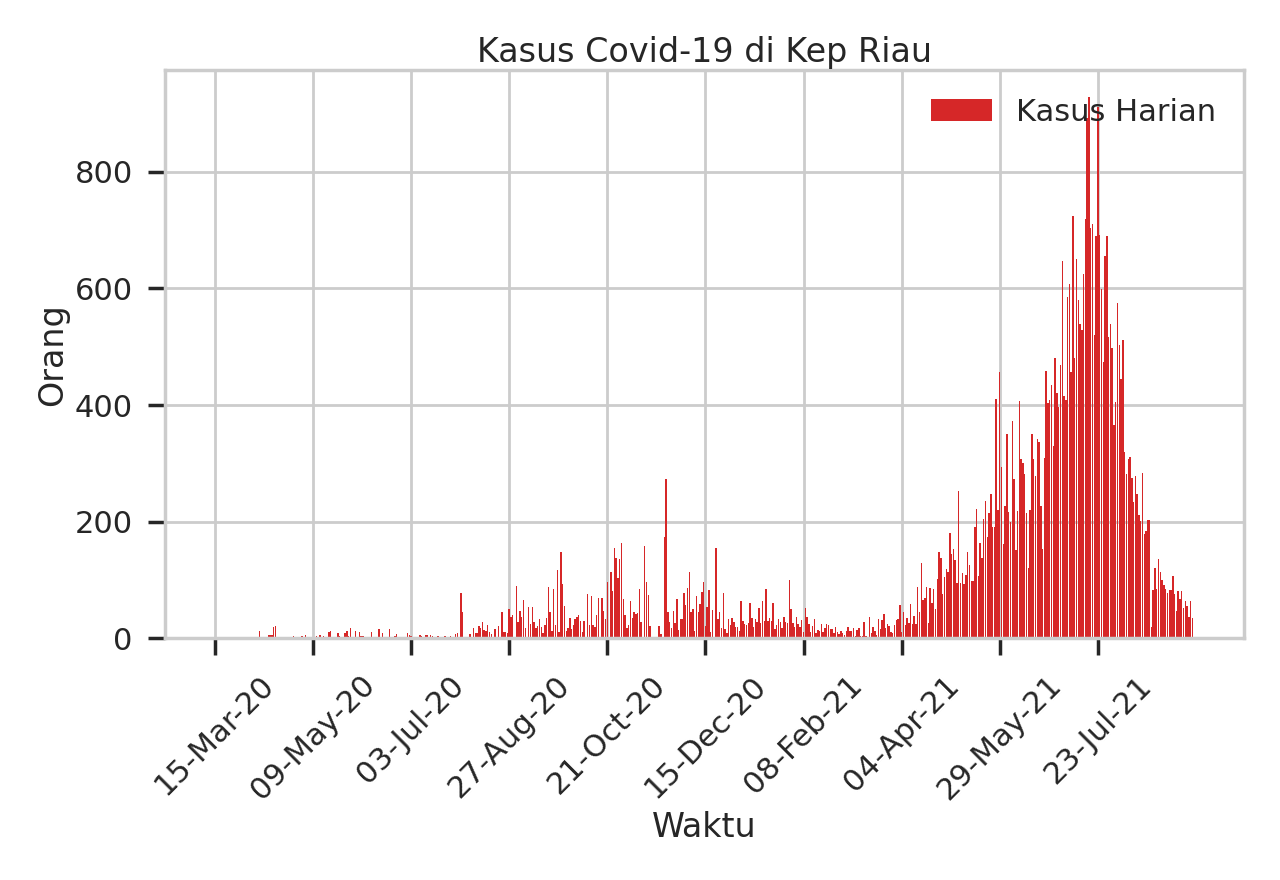 Kasus Covid-19 di Kep Riau
Kasus Harian
Orang
800
600
400
200
0
15-Mar-20
09-May-20
03-Jul-20
27-Aug-20
21-Oct-20
15-Dec-20
08-Feb-21
04-Apr-21
29-May-21
23-Jul-21
Waktu